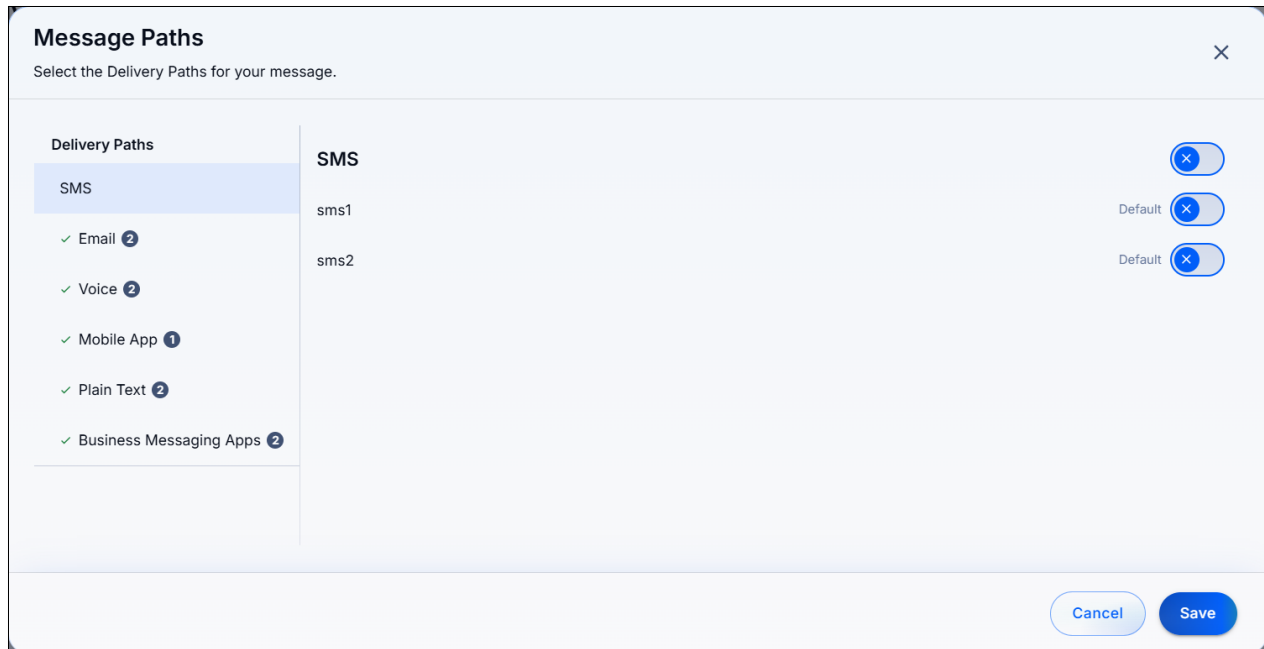 Message Paths
Select the Delivery Paths for your message.
Delivery Paths
SMS
Email 2
Voice 2
Mobile App 1
Plain Text 2
Business Messaging Apps 2
SMS
sms1 Default
sms2 Default
Cancel Save